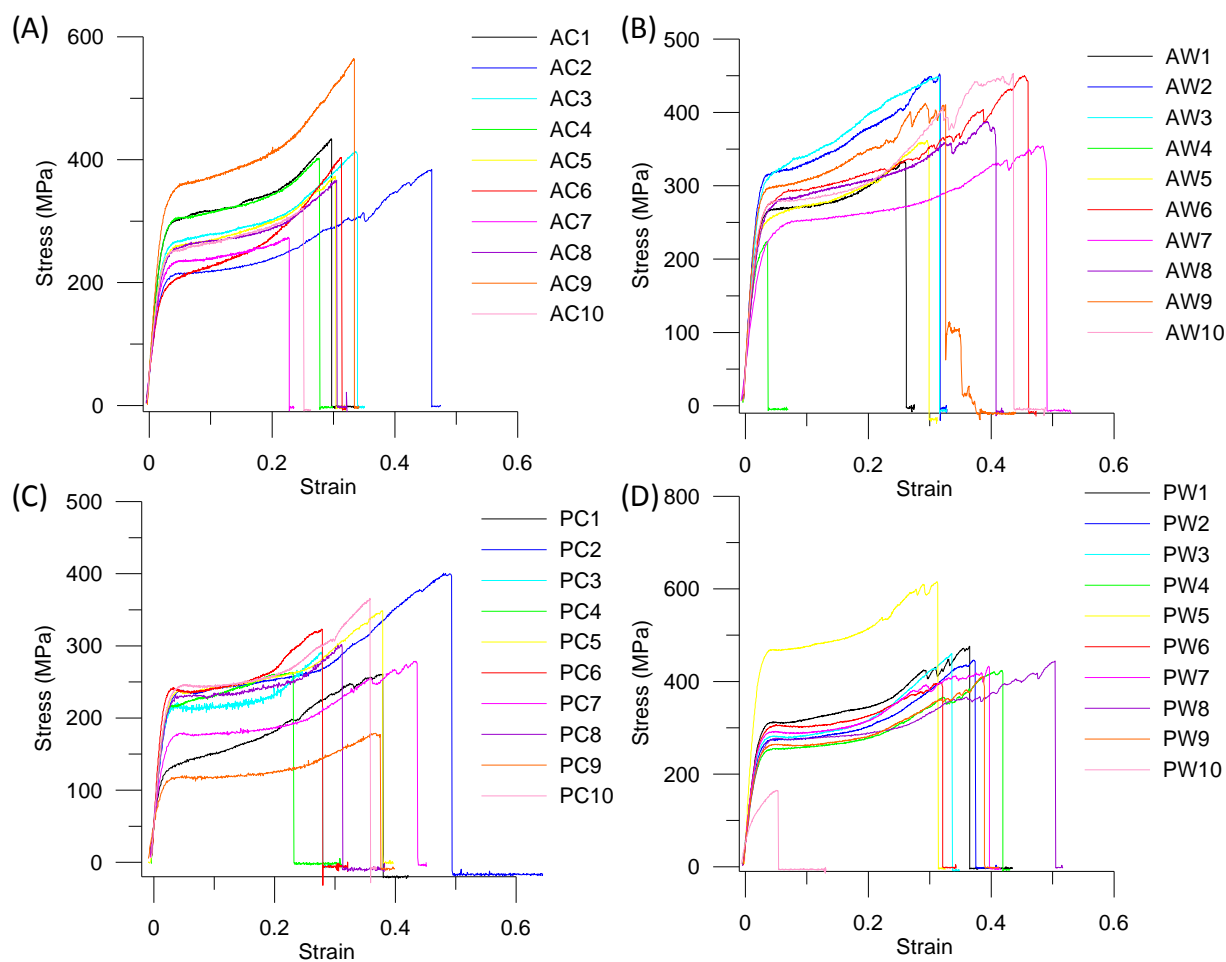 (A)
600
400
200
0
Stress (MPa)
0
0.2
0.4
0.6
Strain
AC1
AC2
AC3
AC4
AC5
AC6
AC7
AC8
AC9
AC10
(B)
500
400
300
200
100
0
Stress (MPa)
0
0.2
0.4
0.6
Strain
AW1
AW2
AW3
AW4
AW5
AW6
AW7
AW8
AW9
AW10
(C)
500
400
300
200
100
0
Stress (MPa)
0
0.2
0.4
0.6
Strain
PC1
PC2
PC3
PC4
PC5
PC6
PC7
PC8
PC9
PC10
(D)
800
600
400
200
0
Stress (MPa)
0
0.2
0.4
0.6
Strain
PW1
PW2
PW3
PW4
PW5
PW6
PW7
PW8
PW9
PW10